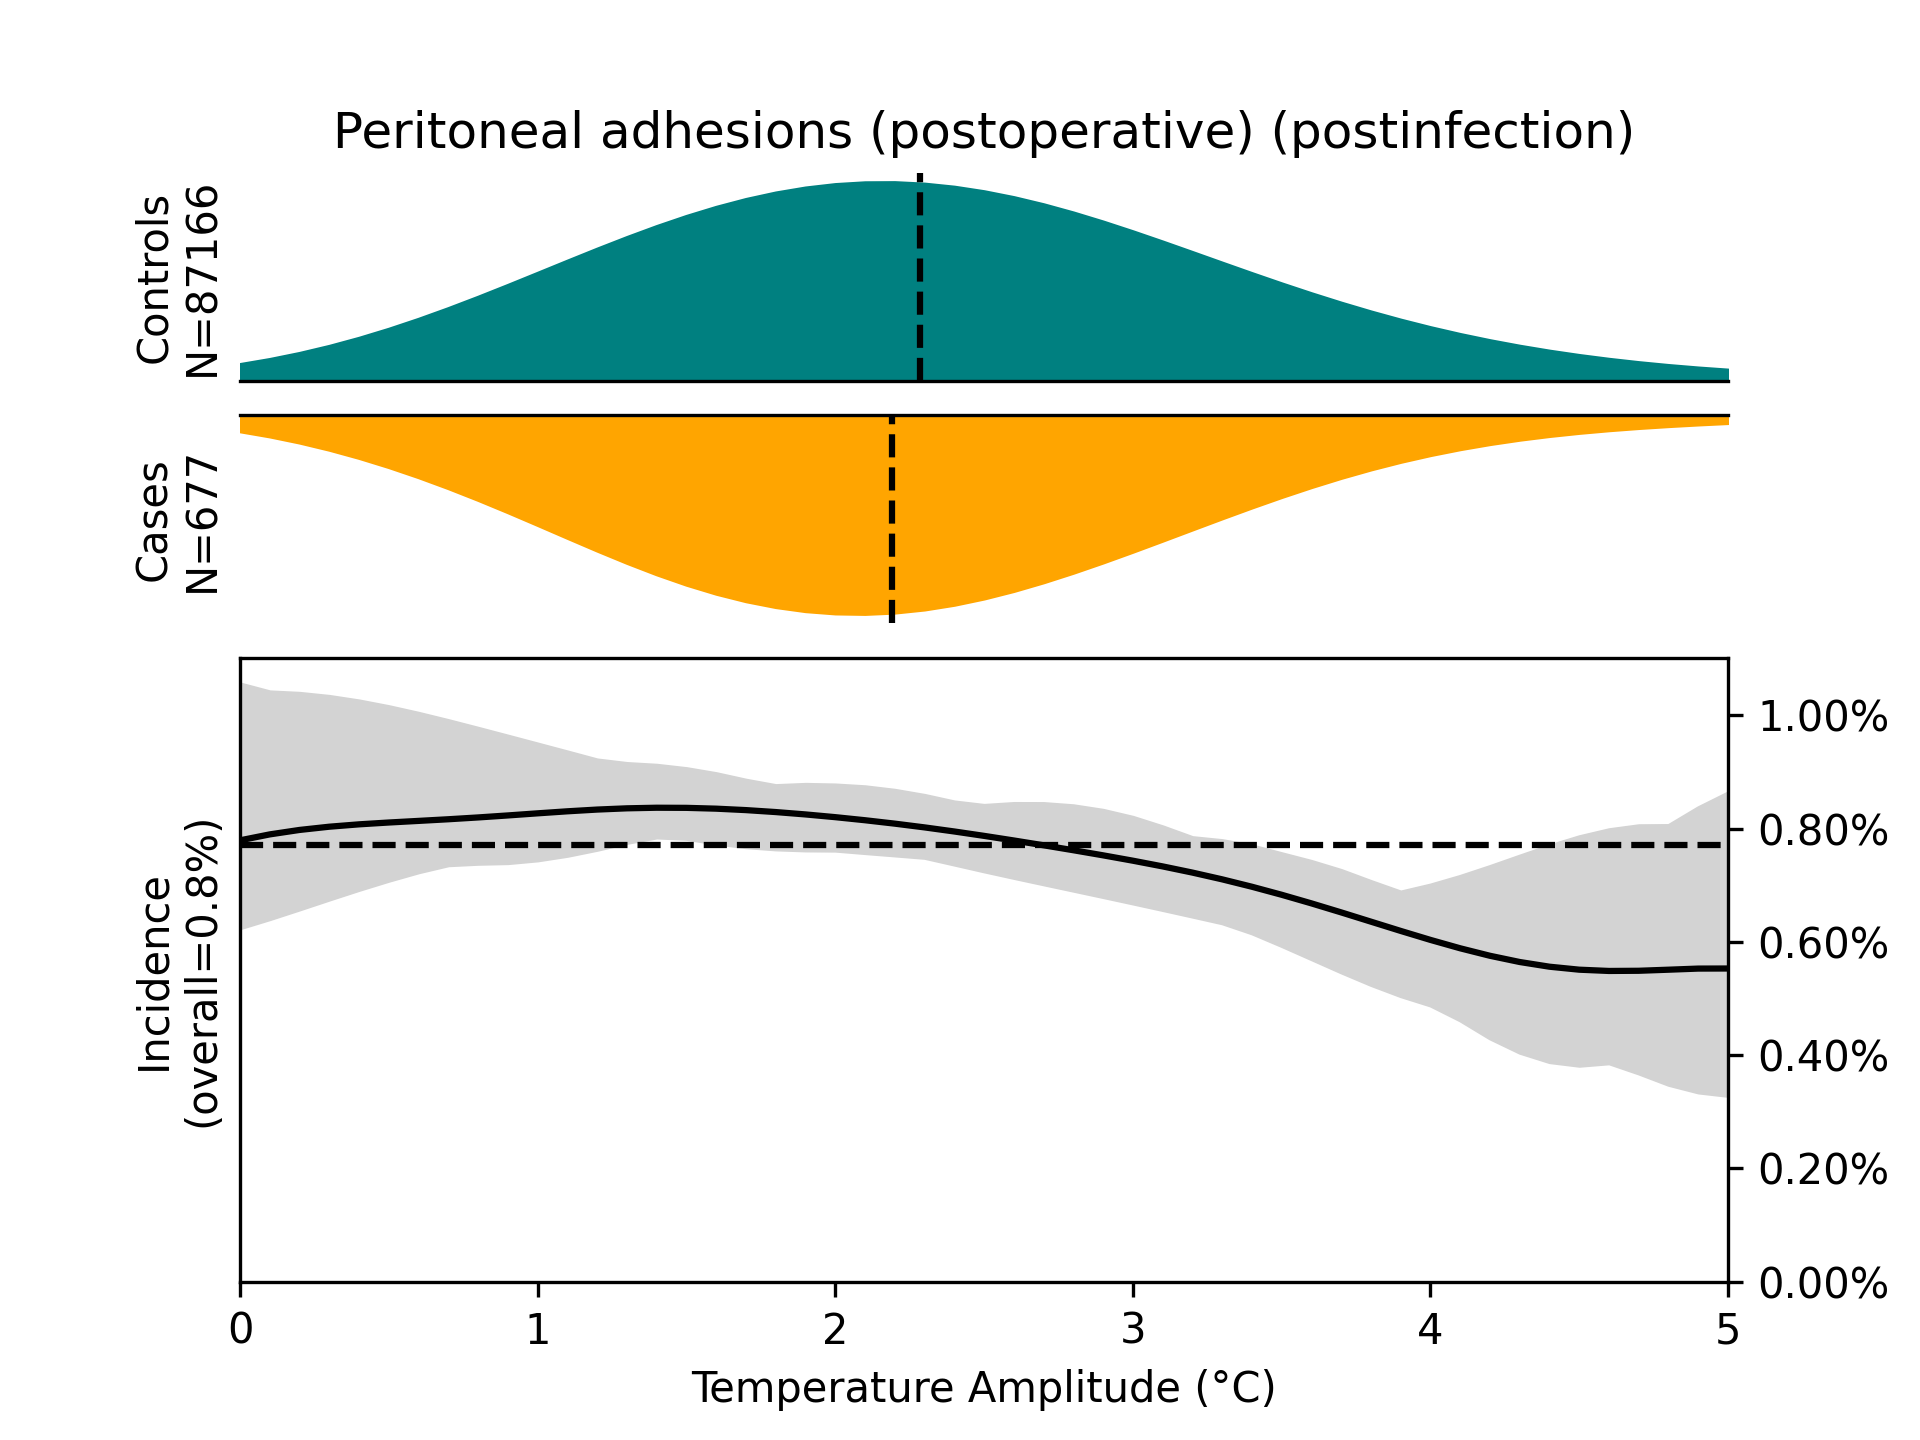 Peritoneal adhesions (postoperative) (postinfection)
Controls
N=87166
Cases
N=677
Incidence
(overall=0.8%)
1.00%
0.80%
0.60%
0.40%
0.20%
0.00%
0
1
2
3
4
5
Temperature Amplitude (°C)